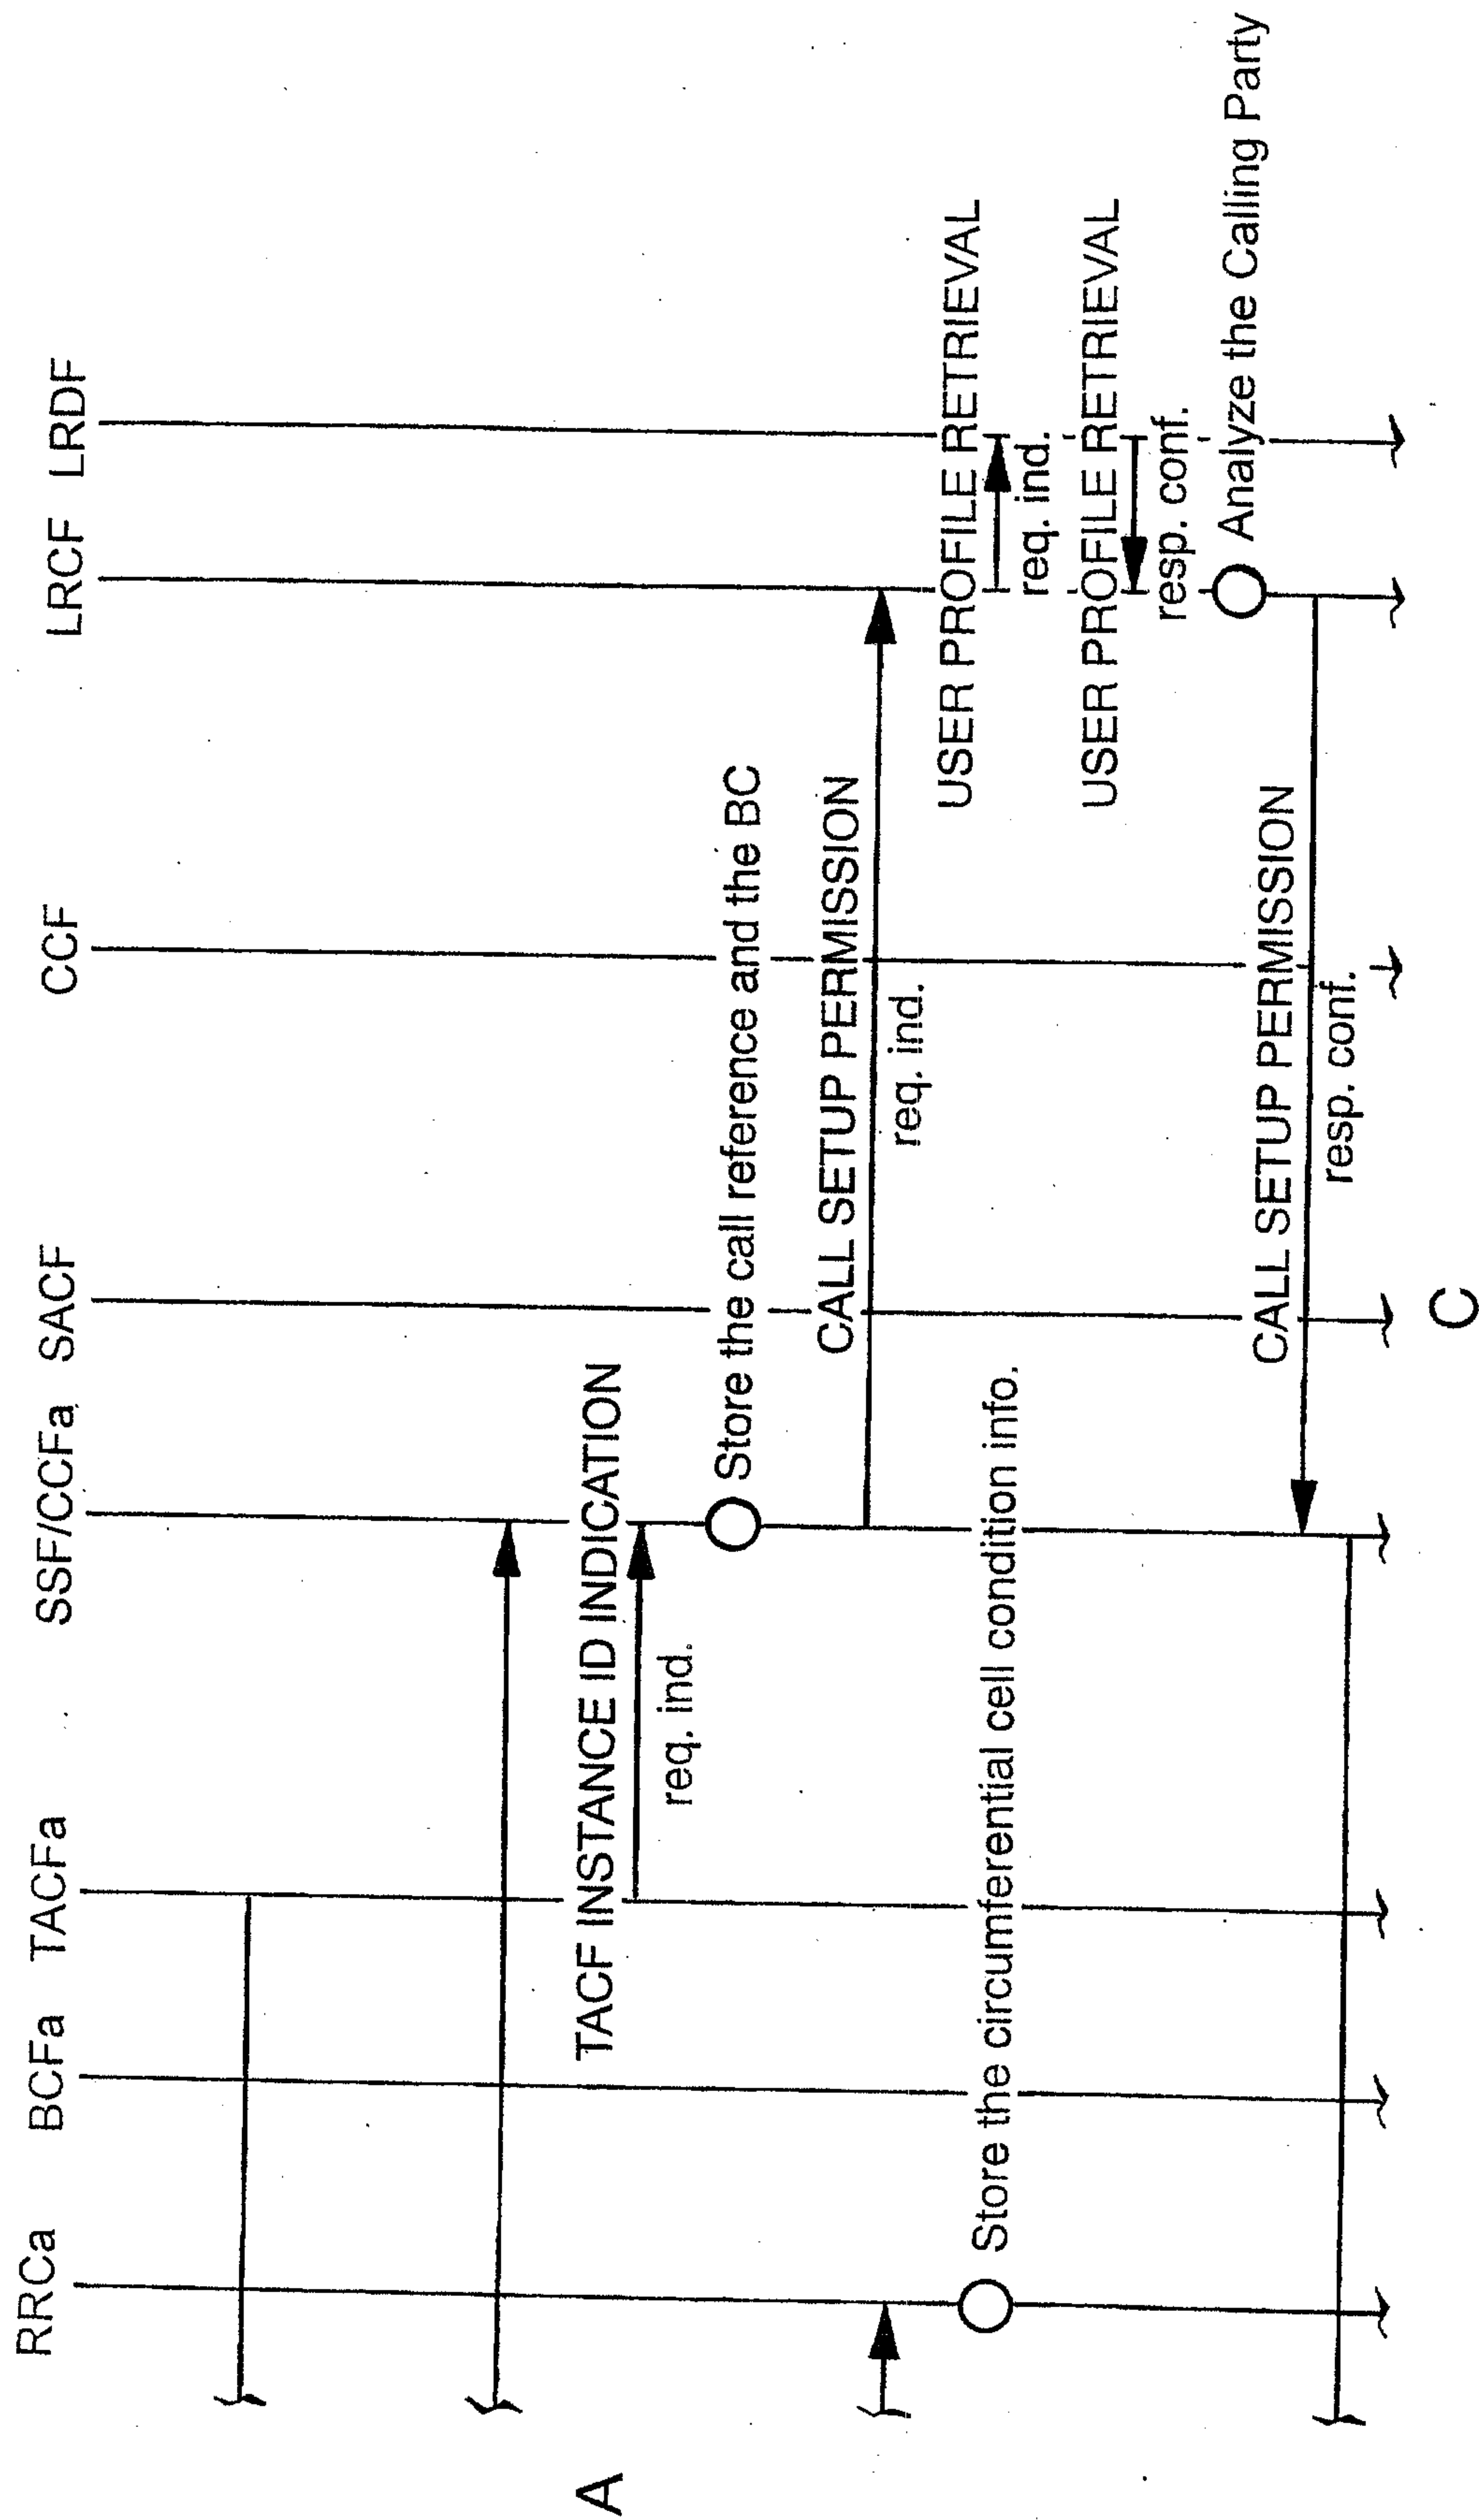 RRCa
BCFa
TACFa
SSF/CCFa
SACF
CCF
LRCF
LRDF
A
TACF INSTANCE ID INDICATION
req. ind.
Store the call reference and the BC
CALL SETUP PERMISSION
req. ind.
USER PROFILE RETRIEVAL
req. ind.
Store the circumferential cell condition info.
USER PROFILE RETRIEVAL
resp. conf.
Analyze the Calling Party
CALL SETUP PERMISSION
resp. conf.
C